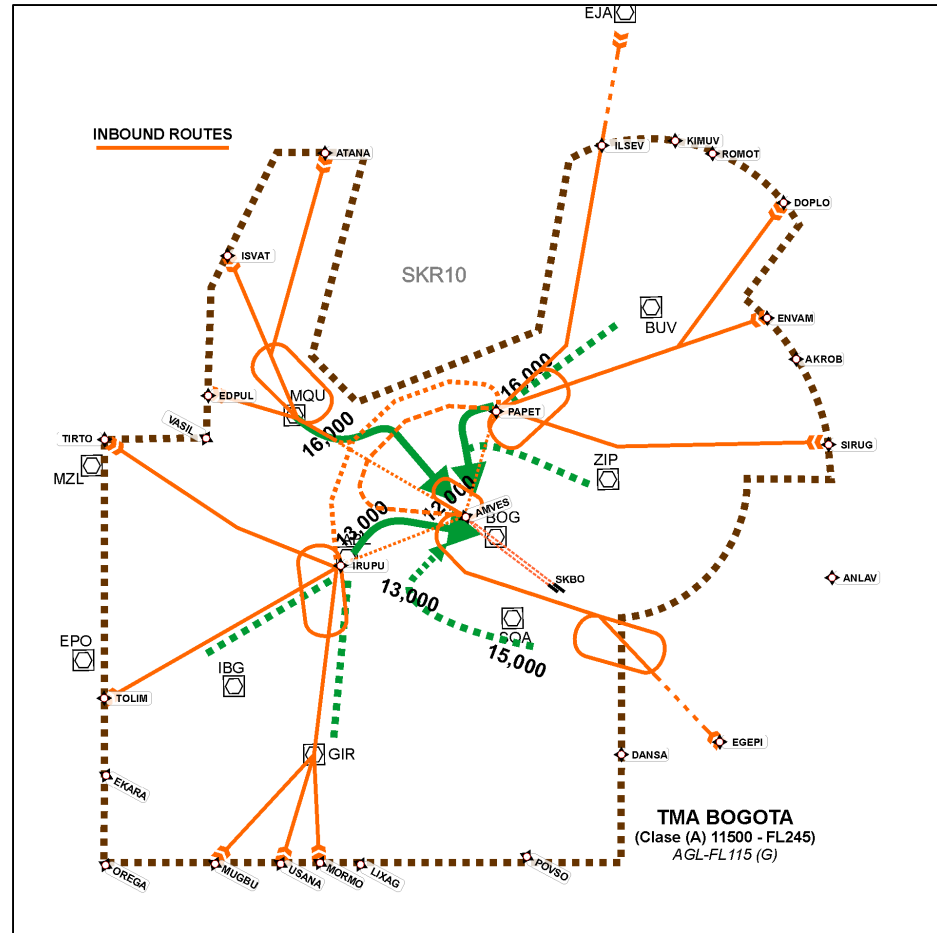 EJA
INBOUND ROUTES
ATANA
ILSEV
KIMUV
ROMOT
DOPLO
ISVAT
SKR10
BUV
ENVAM
AKROB
16,000
EDPUL
MQU
PAPET
VASIL
16,000
TIRTO
SIRUG
MZL
ZIP
12,000
AMVES
13,000
BOG
IRUPU
SKBO
ANLAV
13,000
SOA
EPO
15,000
IBG
TOLIM
EGEPI
GIR
DANSA
EKARA
TMA BOGOTA
(Clase (A) 11500 - FL245)
AGL-FL115 (G)
OREGA
MUGBU
USANA
MORMO
LIXAG
POVSO